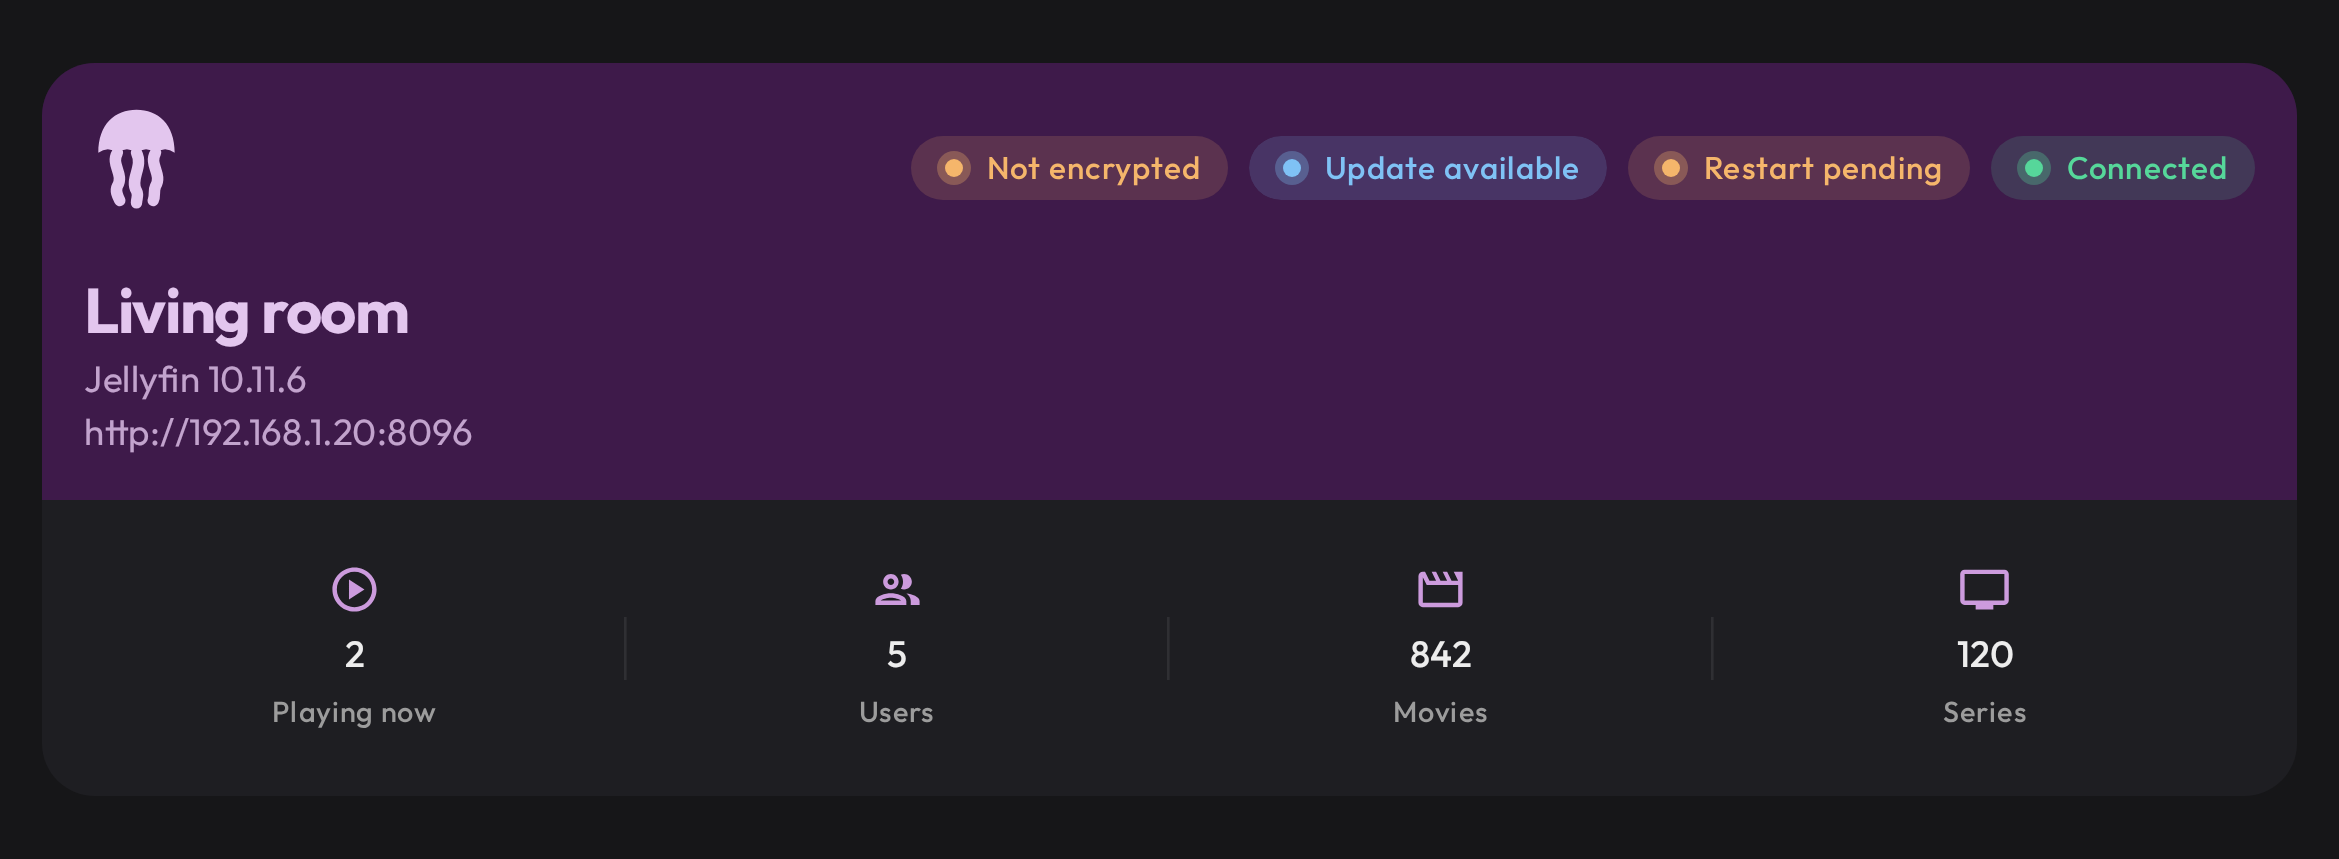 Not encrypted
Update available
Restart pending
Connected
Living room
Jellyfin 10.11.6
http://192.168.1.20:8096
2
Playing now
5
Users
842
Movies
120
Series